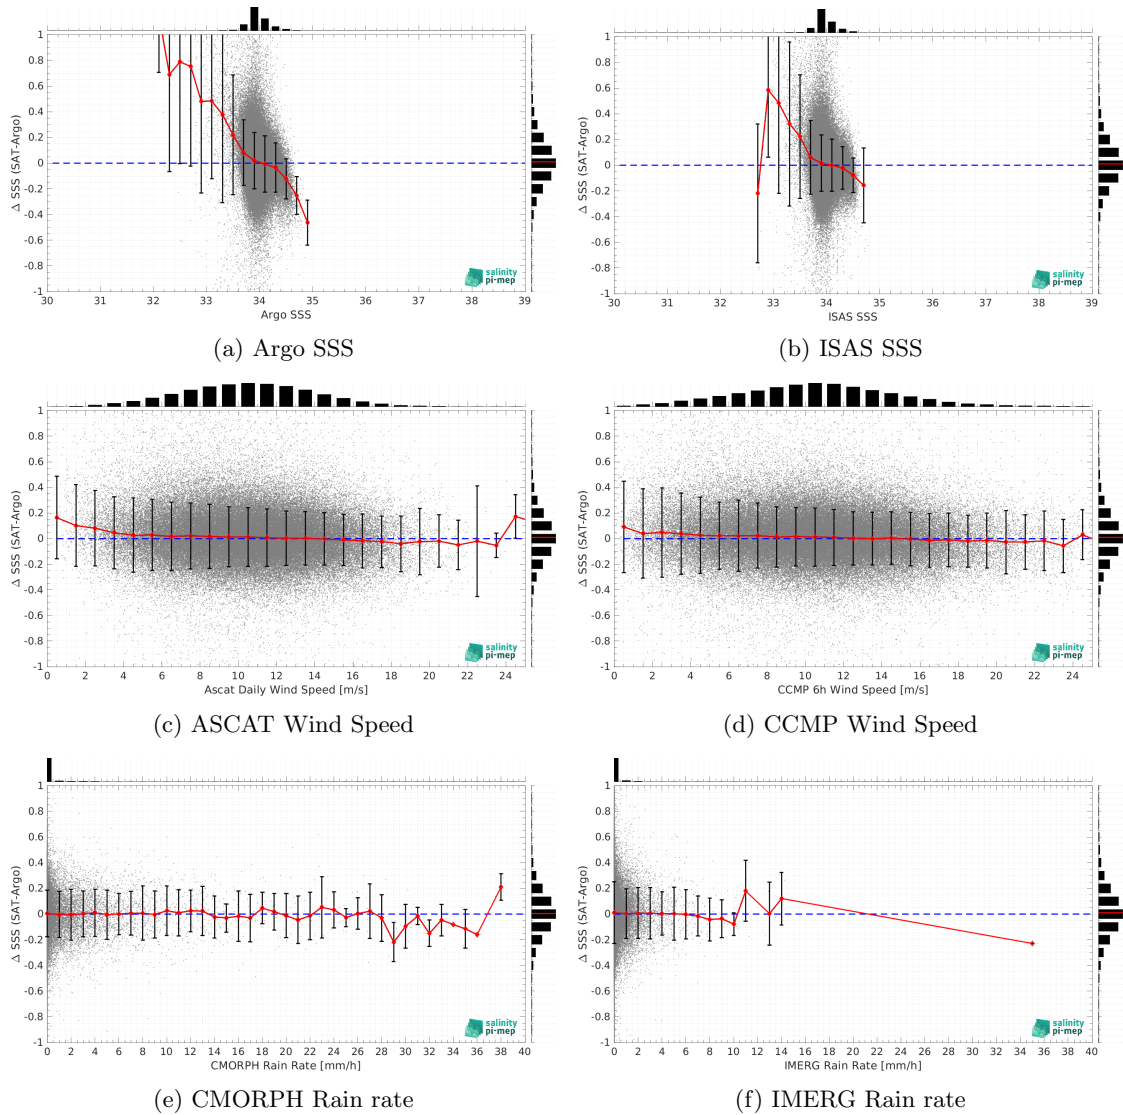 1
0.8
0.6
0.4
0.2
0
-0.2
-0.4
-0.6
-0.8
-1
Δ SSS (SAT-Argo)
30 31 32 33 34 35 36 37 38 39
Argo SSS
salinity
pi-mep
(a) Argo SSS
1
0.8
0.6
0.4
0.2
0
-0.2
-0.4
-0.6
-0.8
-1
Δ SSS (SAT-Argo)
30 31 32 33 34 35 36 37 38 39
ISAS SSS
salinity
pi-mep
(b) ISAS SSS
1
0.8
0.6
0.4
0.2
0
-0.2
-0.4
-0.6
-0.8
-1
Δ SSS (SAT-Argo)
0 2 4 6 8 10 12 14 16 18 20 22 24
Ascat Daily Wind Speed [m/s]
salinity
pi-mep
(c) ASCAT Wind Speed
1
0.8
0.6
0.4
0.2
0
-0.2
-0.4
-0.6
-0.8
-1
Δ SSS (SAT-Argo)
0 2 4 6 8 10 12 14 16 18 20 22 24
CCMP 6h Wind Speed [m/s]
salinity
pi-mep
(d) CCMP Wind Speed
1
0.8
0.6
0.4
0.2
0
-0.2
-0.4
-0.6
-0.8
-1
Δ SSS (SAT-Argo)
0 2 4 6 8 10 12 14 16 18 20 22 24 26 28 30 32 34 36 38 40
CMORPH Rain Rate [mm/h]
salinity
pi-mep
(e) CMORPH Rain rate
1
0.8
0.6
0.4
0.2
0
-0.2
-0.4
-0.6
-0.8
-1
Δ SSS (SAT-Argo)
0 2 4 6 8 10 12 14 16 18 20 22 24 26 28 30 32 34 36 38 40
IMERG Rain Rate [mm/h]
salinity
pi-mep
(f) IMERG Rain rate